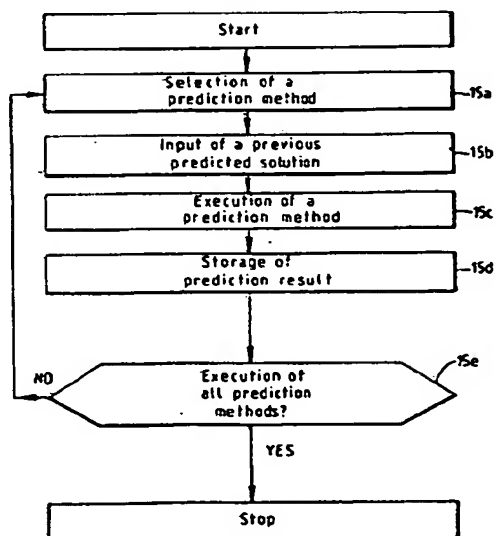 Start
Selection of a
prediction method
15a
Input of a previous
predicted solution
15b
Execution of a
prediction method
15c
Storage of
prediction result
15d
15e
NO
Execution of
all prediction
methods?
YES
Stop